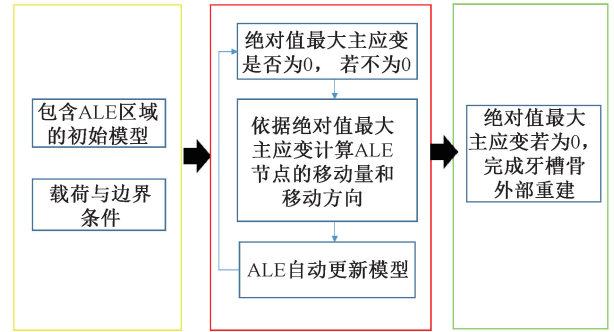 包含ALE区域
的初始模型
载荷与边界
条件
绝对值最大主应变
是否为0，若不为0
依据绝对值最大
主应变计算ALE
节点的移动量和
移动方向
ALE自动更新模型
绝对值最大
主应变若为0，
完成牙槽骨
外部重建